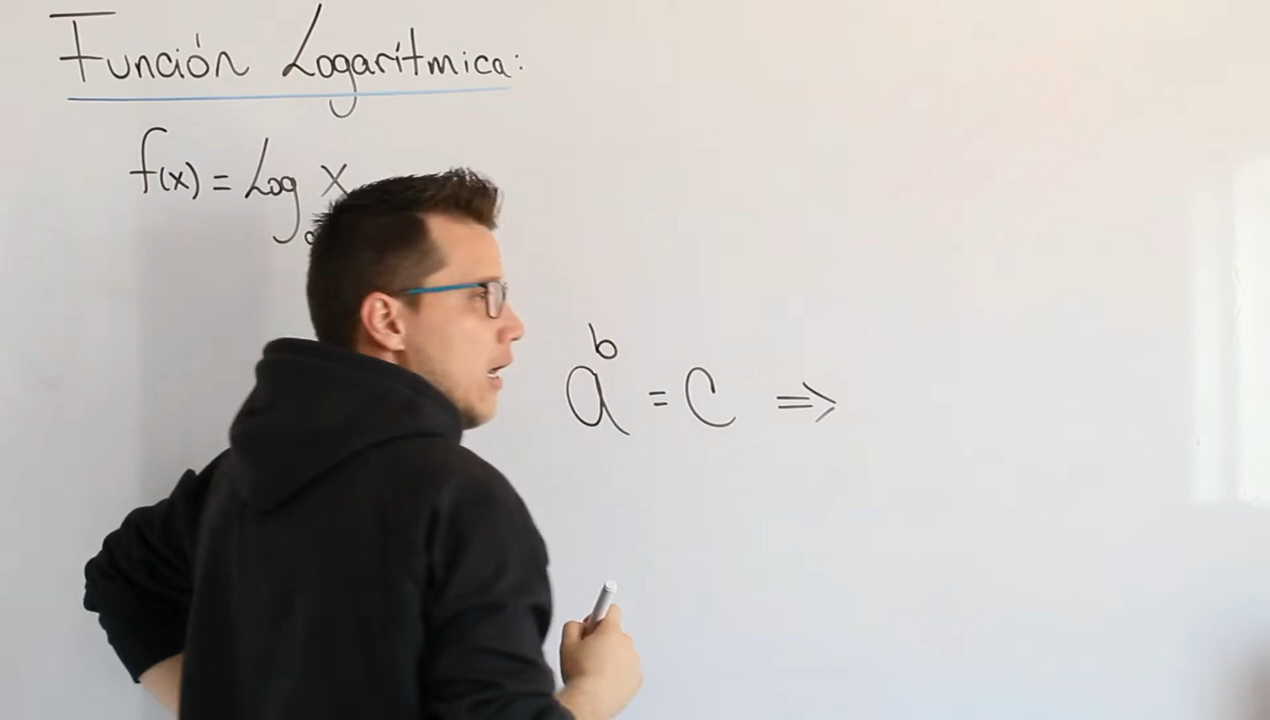 Función Logarítmica:
f(x) = Log x
a^b = c ⇒